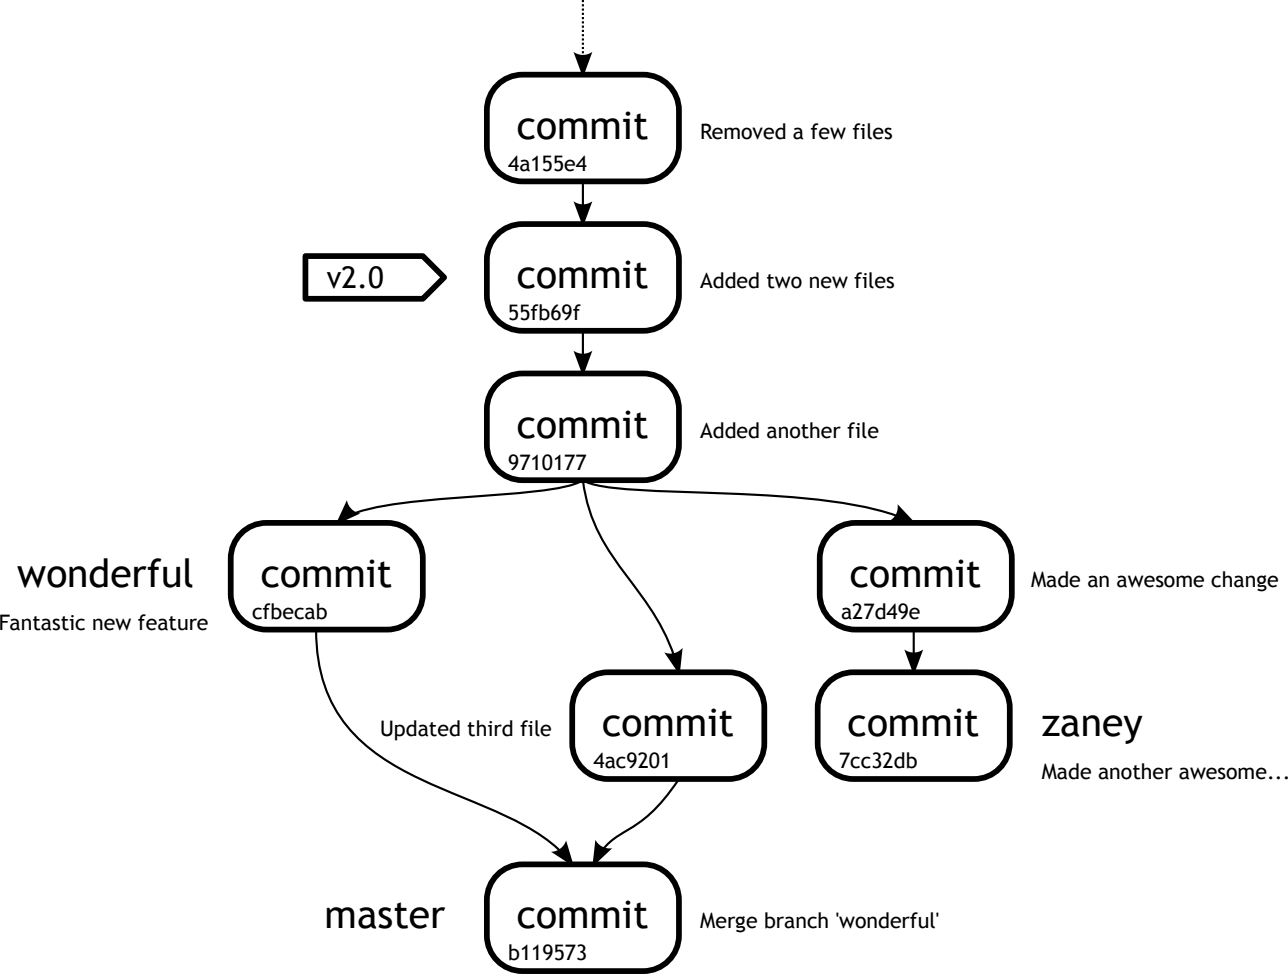 commit
4a155e4
Removed a few files
v2.0
commit
55fb69f
Added two new files
commit
9710177
Added another file
wonderful
Fantastic new feature
commit
cfbecab
commit
a27d49e
Made an awesome change
Updated third file
commit
4ac9201
commit
7cc32db
zaney
Made another awesome...
master
commit
b119573
Merge branch 'wonderful'